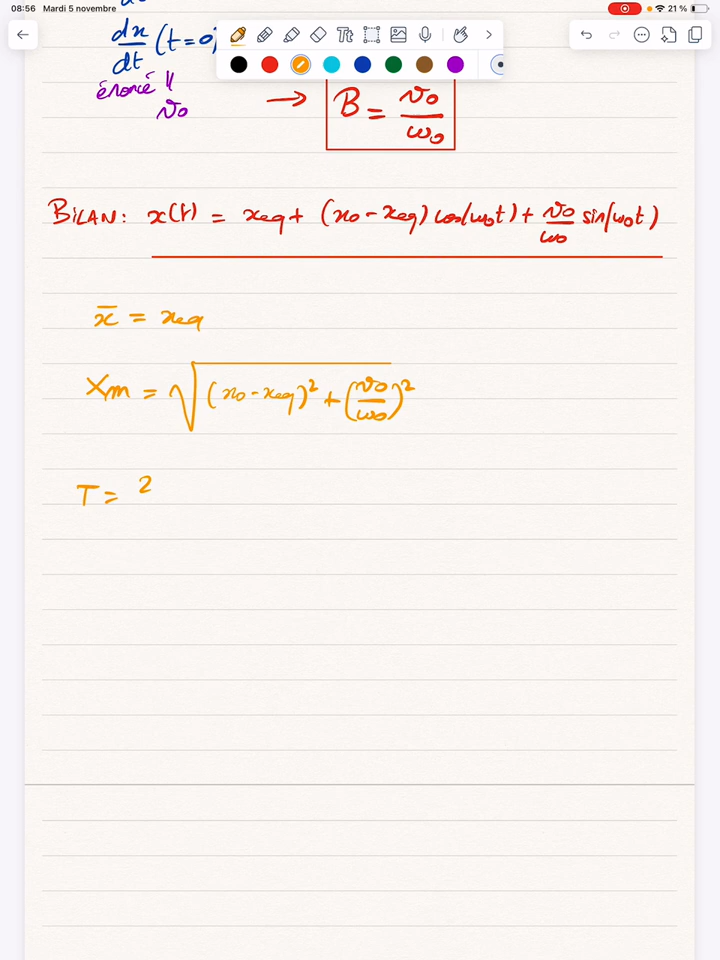 08:56 Mardi 5 novembre
21 %
dx/dt (t=0)
énoncé
v₀
→ B = v₀/ω₀
BILAN: x(t) = xeq + (x₀ - xeq) cos(ω₀t) + v₀/ω₀ sin(ω₀t)
x̄ = xeq
Xm = √((x₀ - xeq)² + (v₀/ω₀)²)
T = 2